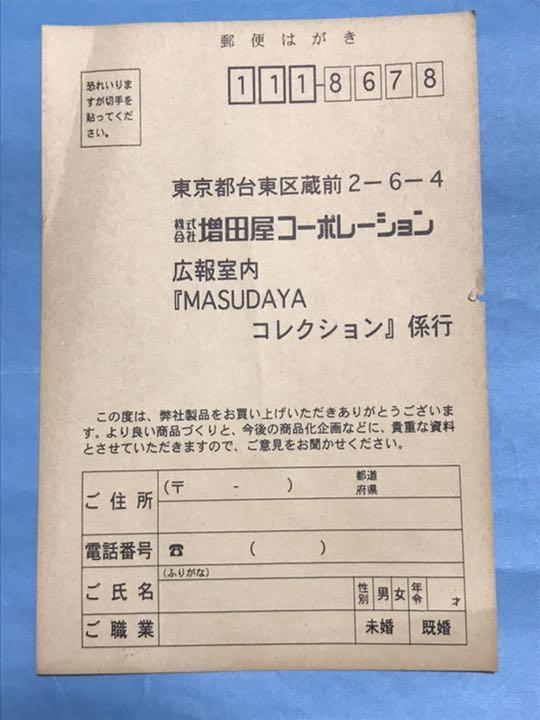 郵便はがき
恐れいりま
すが切手を
貼ってくだ
さい。
111-8678
東京都台東区蔵前2-6-4
株式会社 増田屋コーポレーション
広報室内
『MASUDAYA
コレクション』係行
この度は、弊社製品をお買い上げいただきありがとうございま
す。より良い商品づくりと、今後の商品化企画などに、貴重な資料
とさせていただきますので、ご意見をお聞かせください。
ご住所 (〒 - ) 都道府県
電話番号 ☎ ( )
(ふりがな)
ご氏名 性別 男 女 年令 才
ご職業 未婚 既婚